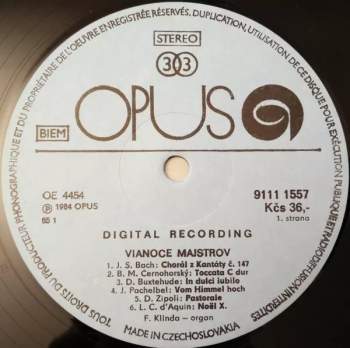 TOUS DROITS DU PRODUCTEUR PHONOGRAPHIQUE ET DU PROPRIÉTAIRE DE L'OEUVRE ENREGISTRÉE RÉSERVÉS. DUPLICATION, UTILISATION DE CE DISQUE POUR EXÉCUTION PUBLIQUE ET RADIODIFFUSION INTERDITES
STEREO
33
OPUS
BIEM
OE 4454
℗ 1984 OPUS
SS 1
9111 1557
Kčs 36,-
1. strana
DIGITAL RECORDING
VIANOCE MAJSTROV
1. J. S. Bach: Chorál z Kantáty č. 147
2. B. M. Černohorský: Toccata C dur
3. D. Buxtehude: In dulci iubilo
4. J. Pachelbel: Vom Himmel hoch
5. D. Zipoli: Pastorale
6. L. C. d'Aquin: Noël X.
F. Klinda – organ
MADE IN CZECHOSLOVAKIA